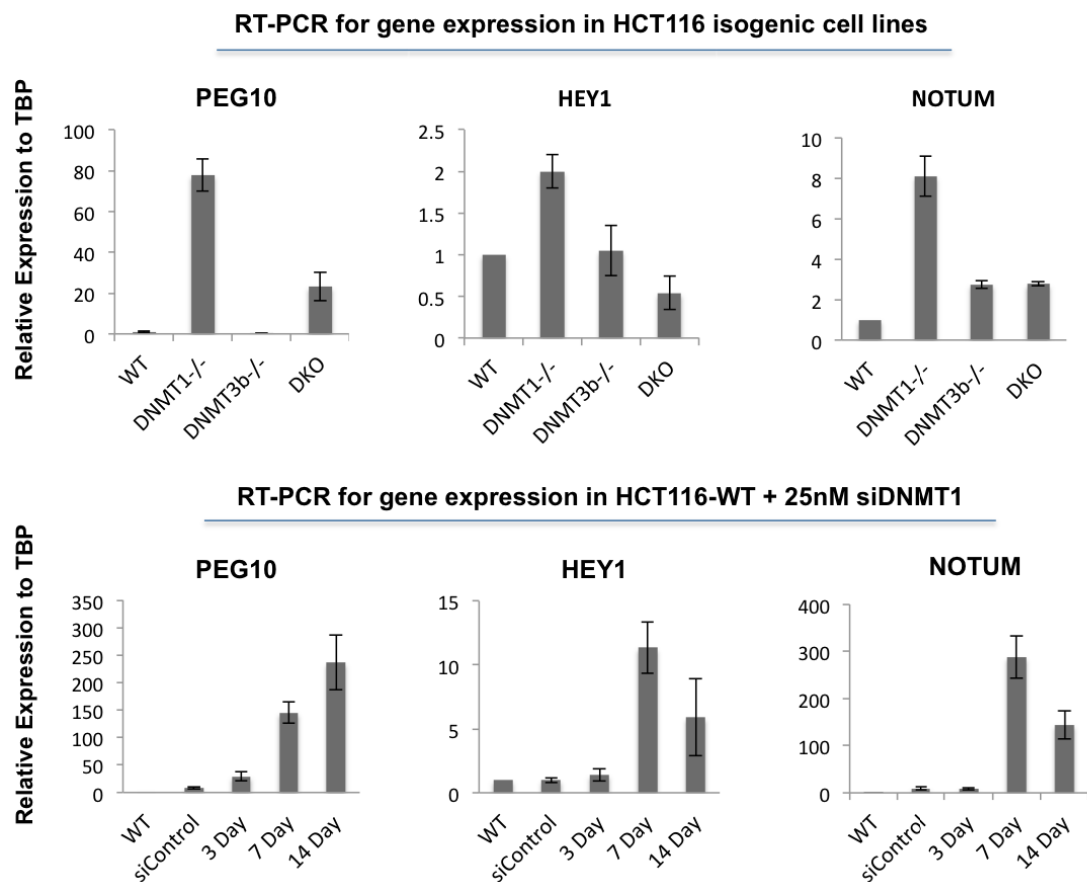 RT-PCR for gene expression in HCT116 isogenic cell lines
Relative Expression to TBP
PEG10
100
80
60
40
20
0
WT
DNMT1-/-
DNMT3b-/-
DKO
HEY1
2.5
2
1.5
1
0.5
0
WT
DNMT1-/-
DNMT3b-/-
DKO
NOTUM
10
8
6
4
2
0
WT
DNMT1-/-
DNMT3b-/-
DKO
RT-PCR for gene expression in HCT116-WT + 25nM siDNMT1
Relative Expression to TBP
PEG10
350
300
250
200
150
100
50
0
WT
siControl
3 Day
7 Day
14 Day
HEY1
15
10
5
0
WT
siControl
3 Day
7 Day
14 Day
NOTUM
400
300
200
100
0
WT
siControl
3 Day
7 Day
14 Day